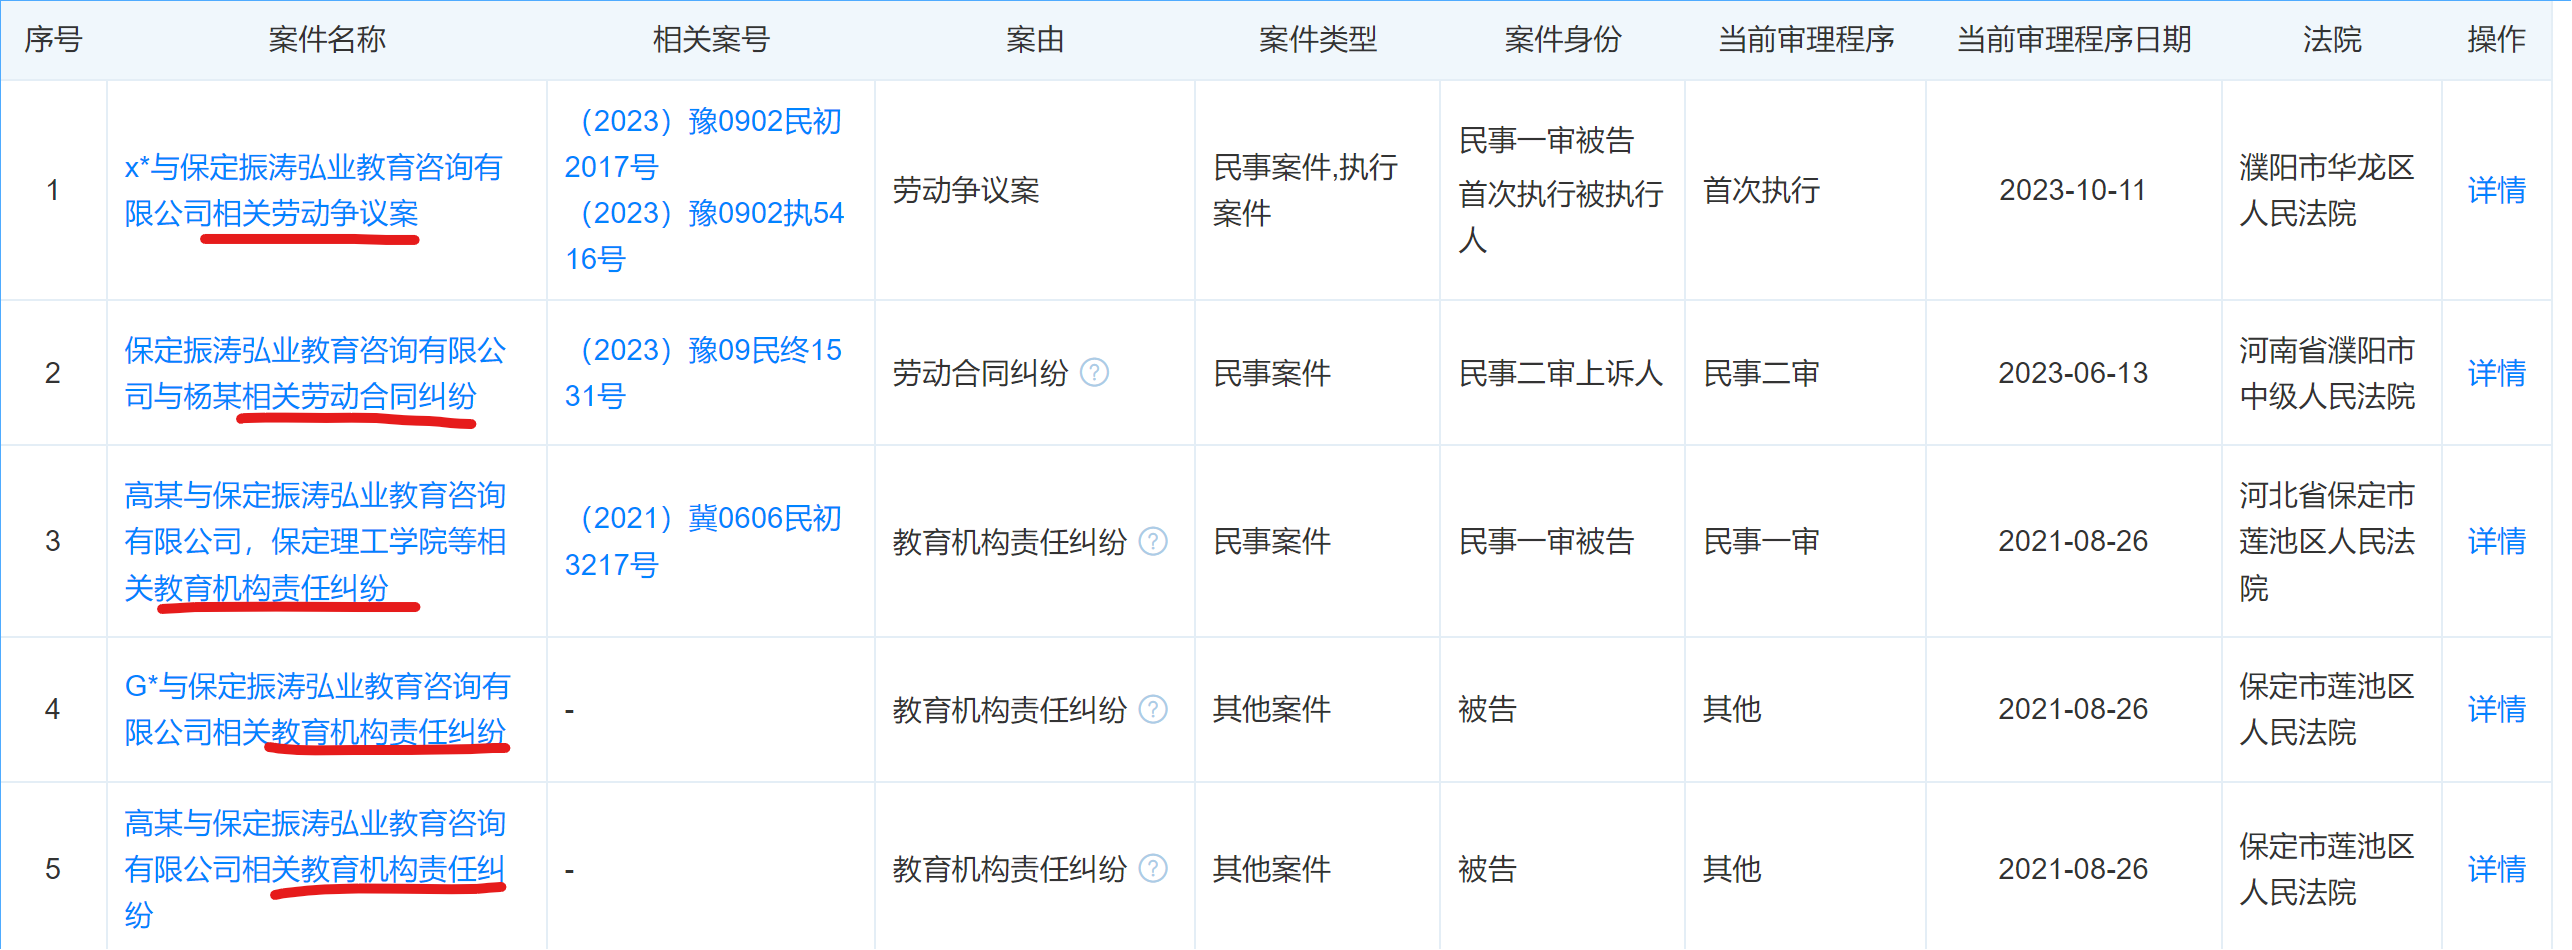 序号 案件名称 相关案号 案由 案件类型 案件身份 当前审理程序 当前审理程序日期 法院 操作
1
x*与保定振涛弘业教育咨询有
限公司相关劳动争议案
（2023）豫0902民初
2017号
（2023）豫0902执54
16号
劳动争议案
民事案件,执行
案件
民事一审被告
首次执行被执行
人
首次执行
2023-10-11
濮阳市华龙区
人民法院
详情
2
保定振涛弘业教育咨询有限公
司与杨某相关劳动合同纠纷
（2023）豫09民终15
31号
劳动合同纠纷 ?
民事案件
民事二审上诉人
民事二审
2023-06-13
河南省濮阳市
中级人民法院
详情
3
高某与保定振涛弘业教育咨询
有限公司，保定理工学院等相
关教育机构责任纠纷
（2021）冀0606民初
3217号
教育机构责任纠纷 ?
民事案件
民事一审被告
民事一审
2021-08-26
河北省保定市
莲池区人民法
院
详情
4
G*与保定振涛弘业教育咨询有
限公司相关教育机构责任纠纷
-
教育机构责任纠纷 ?
其他案件
被告
其他
2021-08-26
保定市莲池区
人民法院
详情
5
高某与保定振涛弘业教育咨询
有限公司相关教育机构责任纠
纷
-
教育机构责任纠纷 ?
其他案件
被告
其他
2021-08-26
保定市莲池区
人民法院
详情